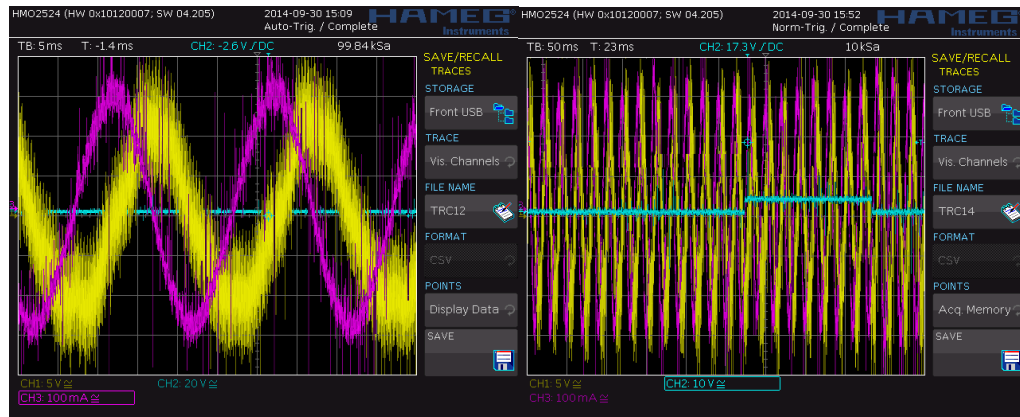 HMO2524 (HW 0x10120007; SW 04.205)
2014-09-30 15:09
HAMEG
Auto-Trig. / Complete
Instruments
TB: 5 ms T: -1.4 ms CH2: -2.6 V / DC 99.84 kSa
SAVE/RECALL
TRACES
STORAGE
Front USB
TRACE
Vis. Channels
FILE NAME
TRC12
FORMAT
CSV
POINTS
Display Data
SAVE
CH1: 5 V ≅ CH2: 20 V ≅
CH3: 100 mA ≅
HMO2524 (HW 0x10120007; SW 04.205)
2014-09-30 15:52
HAMEG
Norm-Trig. / Complete
Instruments
TB: 50 ms T: 23 ms CH2: 17.3 V / DC 10 kSa
SAVE/RECALL
TRACES
STORAGE
Front USB
TRACE
Vis. Channels
FILE NAME
TRC14
FORMAT
CSV
POINTS
Acq. Memory
SAVE
CH1: 5 V ≅ CH2: 10 V ≅
CH3: 100 mA ≅